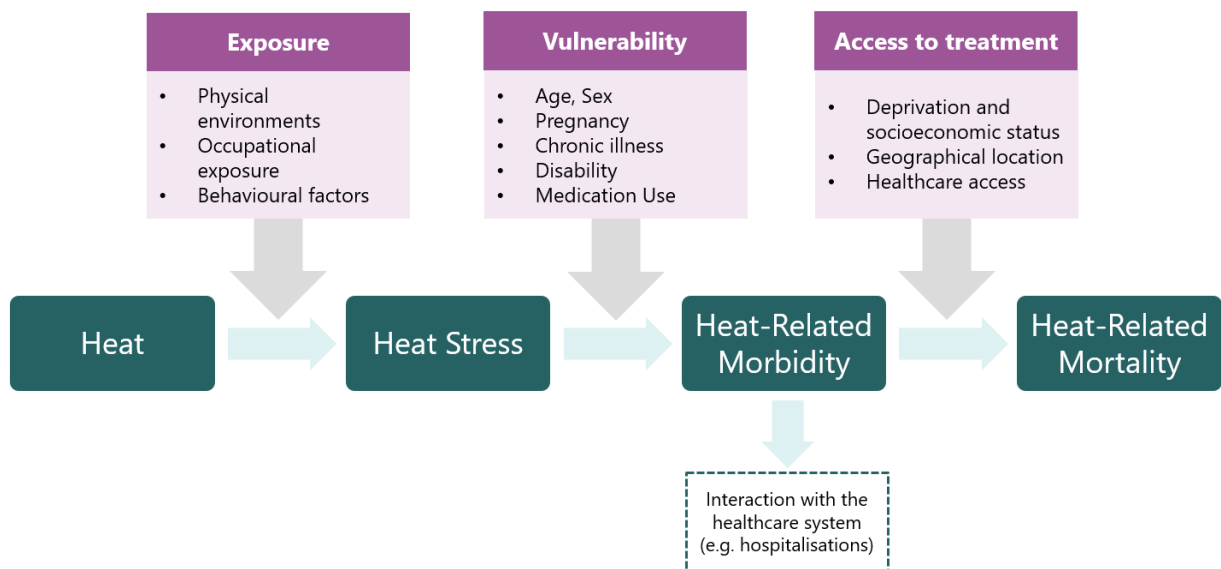 Exposure
• Physical
environments
• Occupational
exposure
• Behavioural factors
Vulnerability
• Age, Sex
• Pregnancy
• Chronic illness
• Disability
• Medication Use
Access to treatment
• Deprivation and
socioeconomic status
• Geographical location
• Healthcare access
Heat
Heat Stress
Heat-Related
Morbidity
Heat-Related
Mortality
Interaction with the
healthcare system
(e.g. hospitalisations)